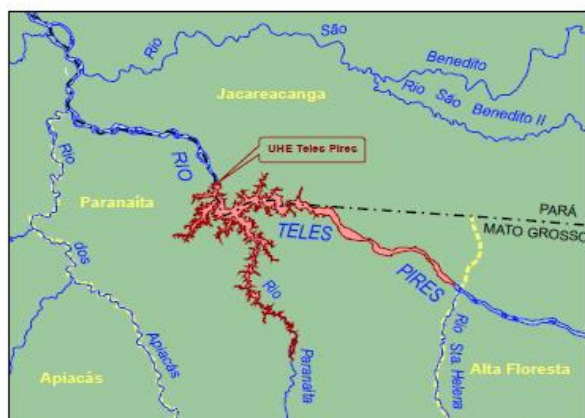 Rio
São
Benedito
Rio São Benedito II
Jacareacanga
Rio
UHE Teles Pires
RIO
Paranaíta
PARÁ
MATO GROSSO
TELES
dos
PIRES
Rio
Rio Sta. Helena
Apiacás
Paranaíta
Alta Floresta
Apiacás